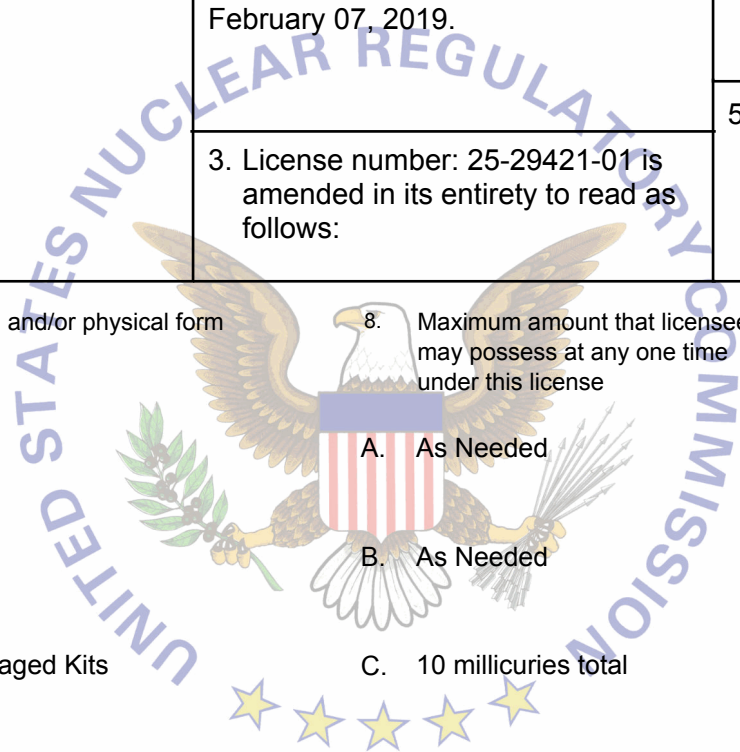 February 07, 2019.
5
3. License number: 25-29421-01 is
amended in its entirety to read as
follows:
and/or physical form
8. Maximum amount that licensee
may possess at any one time
under this license
A. As Needed
B. As Needed
aged Kits
C. 10 millicuries total
UNITED STATES NUCLEAR REGULATORY COMMISSION